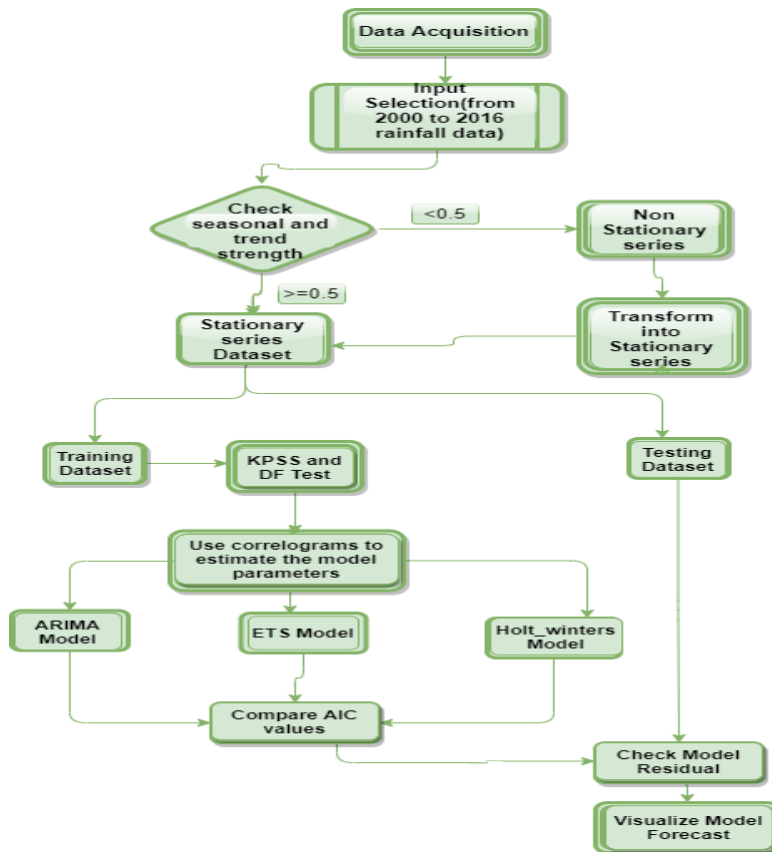 Data Acquisition
Input
Selection(from
2000 to 2016
rainfall data)
Check
seasonal and
trend
strength
<0.5
Non
Stationary
series
>=0.5
Stationary
series
Dataset
Transform
into
Stationary
series
Training
Dataset
KPSS and
DF Test
Testing
Dataset
Use correlograms to
estimate the model
parameters
ARIMA
Model
ETS Model
Holt_winters
Model
Compare AIC
values
Check Model
Residual
Visualize Model
Forecast